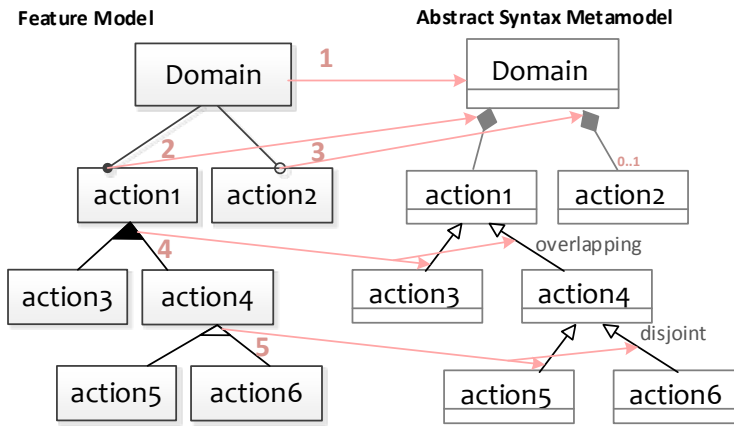 Feature Model
Abstract Syntax Metamodel
Domain
1
Domain
2
3
0..1
action1
action2
action1
action2
4
overlapping
action3
action4
action3
action4
5
disjoint
action5
action6
action5
action6